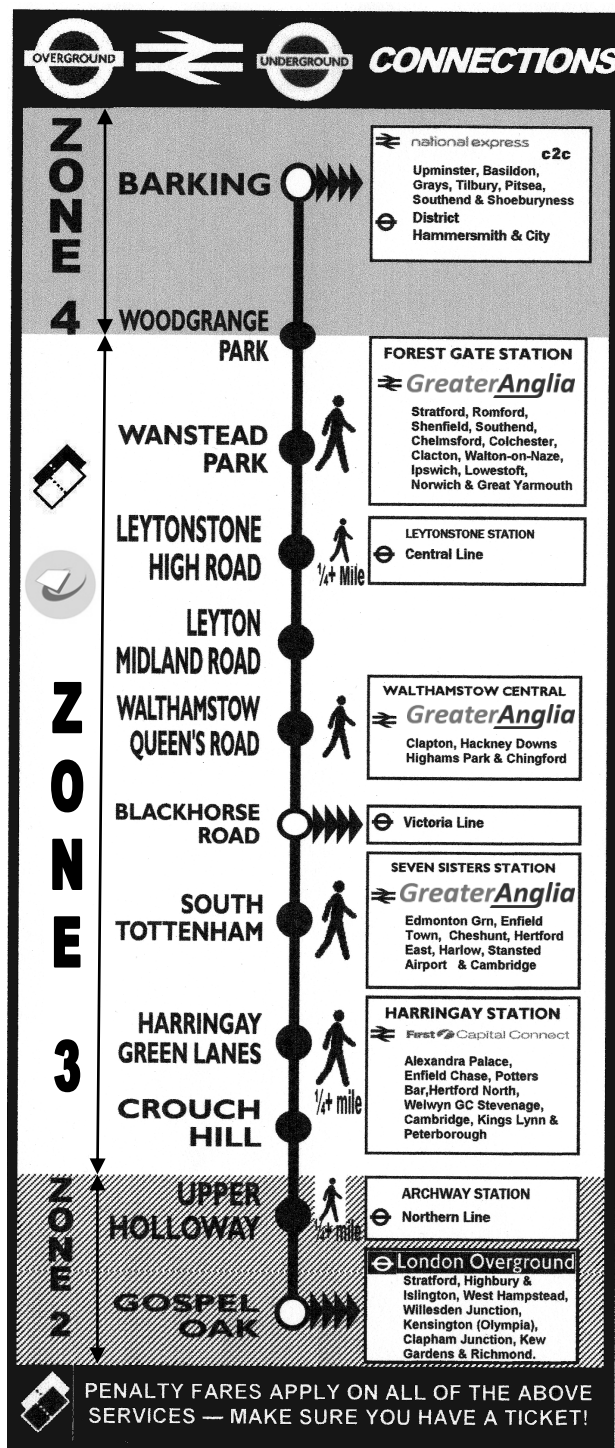 OVERGROUND
UNDERGROUND
CONNECTIONS
ZONE 4
BARKING
national express
c2c
Upminster, Basildon,
Grays, Tilbury, Pitsea,
Southend & Shoeburyness
District
Hammersmith & City
WOODGRANGE
PARK
ZONE 3
FOREST GATE STATION
GreaterAnglia
Stratford, Romford,
Shenfield, Southend,
Chelmsford, Colchester,
Clacton, Walton-on-Naze,
Ipswich, Lowestoft,
Norwich & Great Yarmouth
WANSTEAD
PARK
LEYTONSTONE
HIGH ROAD
¼+ Mile
LEYTONSTONE STATION
Central Line
LEYTON
MIDLAND ROAD
WALTHAMSTOW
QUEEN'S ROAD
WALTHAMSTOW CENTRAL
GreaterAnglia
Clapton, Hackney Downs
Highams Park & Chingford
BLACKHORSE
ROAD
Victoria Line
SOUTH
TOTTENHAM
SEVEN SISTERS STATION
GreaterAnglia
Edmonton Grn, Enfield
Town, Cheshunt, Hertford
East, Harlow, Stansted
Airport & Cambridge
HARRINGAY
GREEN LANES
¼+ mile
HARRINGAY STATION
First Capital Connect
Alexandra Palace,
Enfield Chase, Potters
Bar,Hertford North,
Welwyn GC Stevenage,
Cambridge, Kings Lynn &
Peterborough
CROUCH
HILL
ZONE 2
UPPER
HOLLOWAY
¼+mile
ARCHWAY STATION
Northern Line
GOSPEL
OAK
London Overground
Stratford, Highbury &
Islington, West Hampstead,
Willesden Junction,
Kensington (Olympia),
Clapham Junction, Kew
Gardens & Richmond.
PENALTY FARES APPLY ON ALL OF THE ABOVE
SERVICES — MAKE SURE YOU HAVE A TICKET!